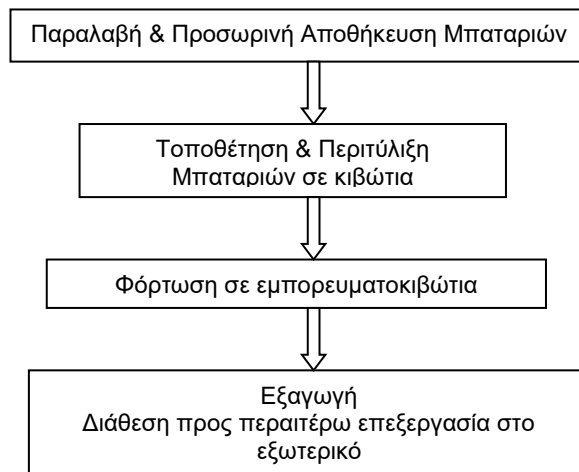 Παραλαβή & Προσωρινή Αποθήκευση Μπαταριών
Τοποθέτηση & Περιτύλιξη
Μπαταριών σε κιβώτια
Φόρτωση σε εμπορευματοκιβώτια
Εξαγωγή
Διάθεση προς περαιτέρω επεξεργασία στο
εξωτερικό